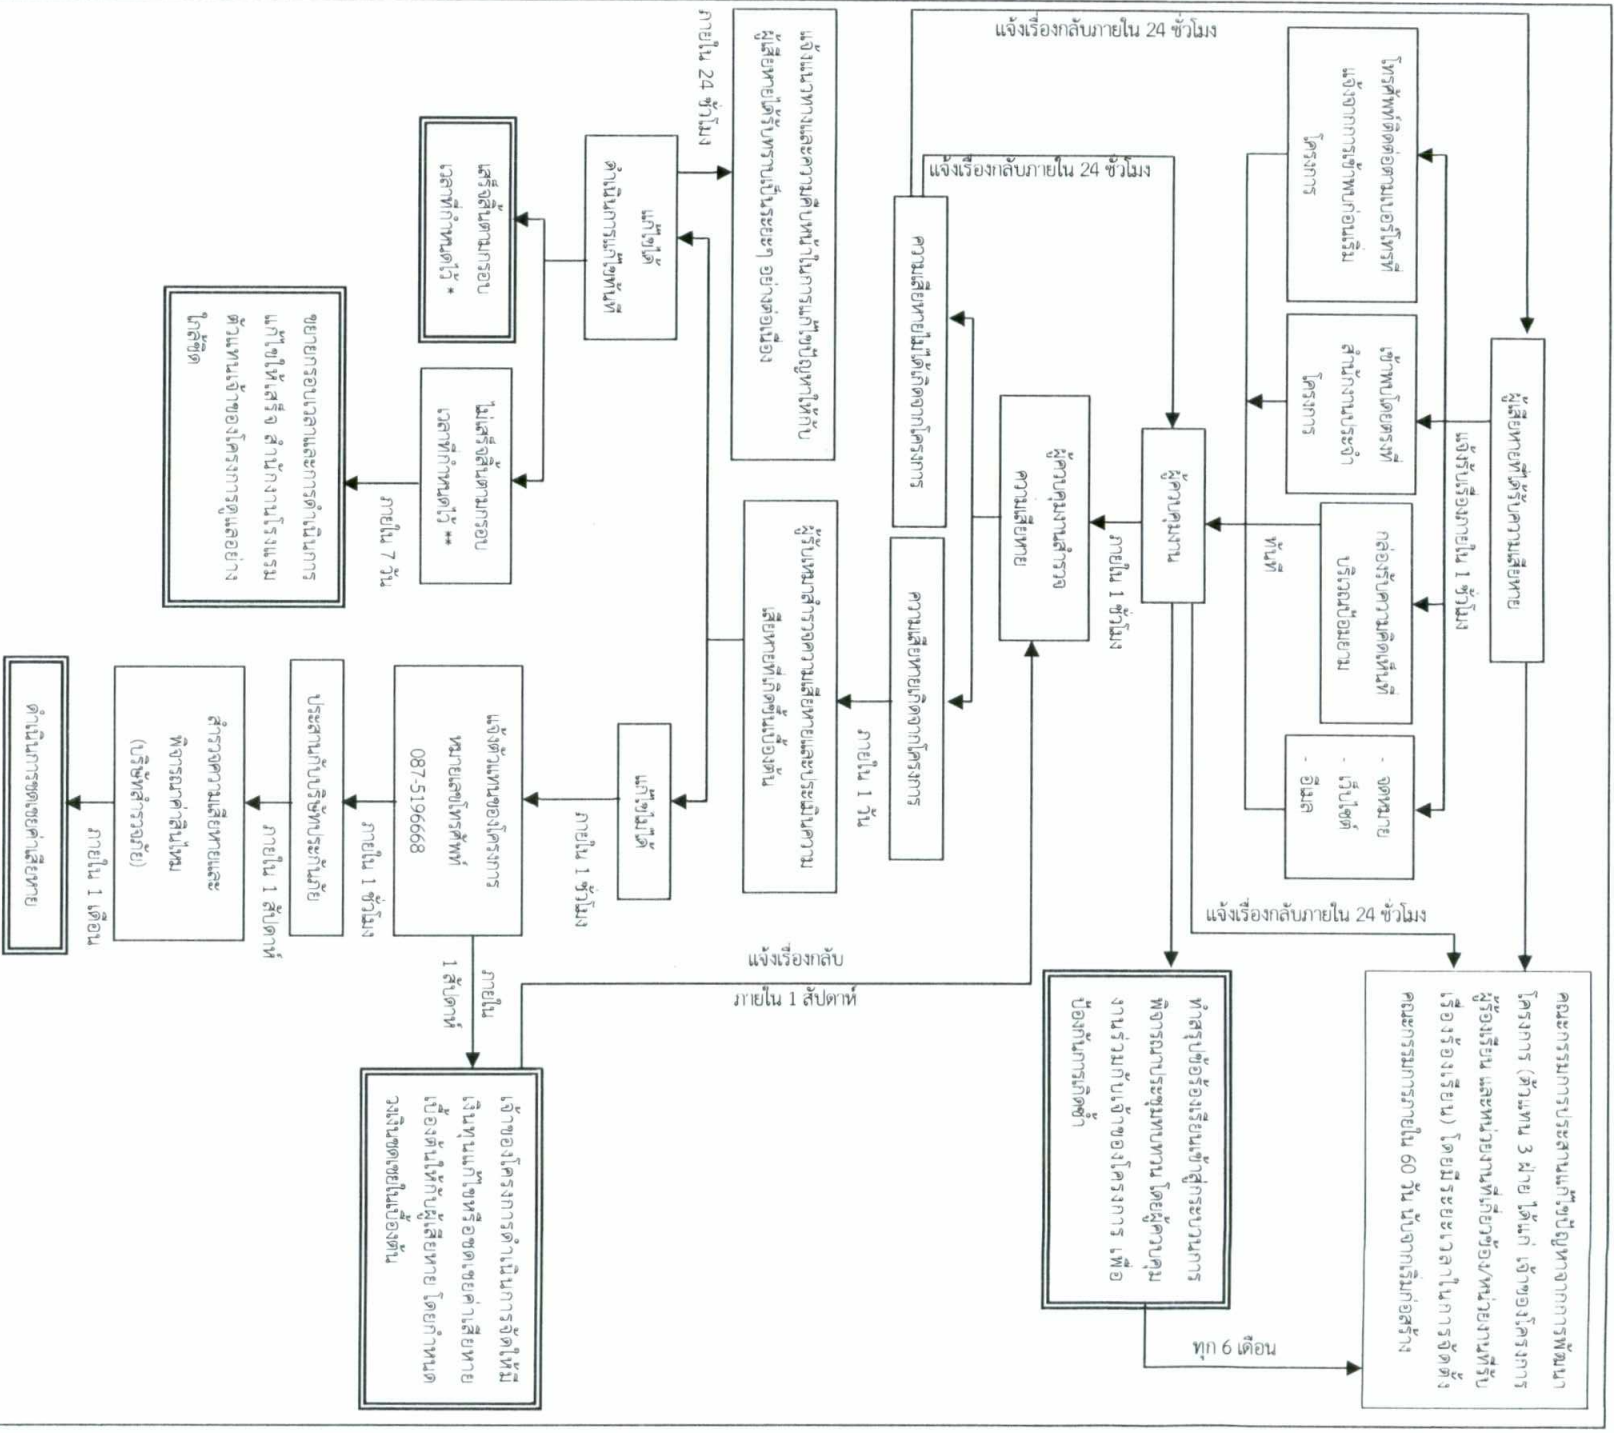 ผู้เสียหายที่ได้รับความเสียหาย
แจ้งรับเรื่องภายใน 1 ชั่วโมง
โทรศัพท์ติดต่อตามเบอร์โทรที่
แจ้งจากการเข้าพบก่อนเริ่ม
โครงการ
เข้าพบโดยตรงที่
สำนักงานประจำ
โครงการ
กล่องรับความคิดเห็นที่
บริเวณป้อมยาม
- จดหมาย
- เว็บไซต์
- อีเมล
ทันที
ผู้ควบคุมงาน
ภายใน 1 ชั่วโมง
ผู้ควบคุมงานสำรวจ
ความเสียหาย
แจ้งเรื่องกลับภายใน 24 ชั่วโมง
แจ้งเรื่องกลับภายใน 24 ชั่วโมง
แจ้งเรื่องกลับภายใน 24 ชั่วโมง
คณะกรรมการประสานแก้ไขปัญหาจากการพัฒนา
โครงการ (ตัวแทน 3 ฝ่าย ได้แก่ เจ้าของโครงการ
ผู้ร้องเรียน และหน่วยงานที่เกี่ยวข้อง/หน่วยงานที่รับ
เรื่องร้องเรียน) โดยมีระยะเวลาในการจัดตั้ง
คณะกรรมการภายใน 60 วัน นับจากเริ่มก่อสร้าง
ทำสรุปข้อร้องเรียนเข้าสู่กระบวนการ
พิจารณาประชุมทบทวน โดยผู้ควบคุม
งานร่วมกับเจ้าของโครงการ เพื่อ
ป้องกันการเกิดซ้ำ
ทุก 6 เดือน
ความเสียหายไม่ได้เกิดจากโครงการ
ความเสียหายเกิดจากโครงการ
ภายใน 1 วัน
ผู้รับเหมาสำรวจความเสียหายและประเมินความ
เสียหายที่เกิดขึ้นเบื้องต้น
แจ้งแนวทางและความคืบหน้าในการแก้ไขปัญหาให้กับ
ผู้เสียหายได้รับทราบเป็นระยะๆ อย่างต่อเนื่อง
ภายใน 24 ชั่วโมง
แก้ไขได้
ดำเนินการแก้ไขทันที
แก้ไขไม่ได้
ภายใน 1 ชั่วโมง
เสร็จสิ้นตามกรอบ
เวลาที่กำหนดไว้ *
ไม่เสร็จสิ้นตามกรอบ
เวลาที่กำหนดไว้ **
ภายใน 7 วัน
ขยายกรอบเวลาและการดำเนินการ
แก้ไขให้เสร็จ สำนักงานโรงแรม
ตัวแทนเจ้าของโครงการดูแลอย่าง
ใกล้ชิด
แจ้งตัวแทนของโครงการ
หมายเลขโทรศัพท์
087-5196668
ภายใน 1 ชั่วโมง
ประสานกับบริษัทประกันภัย
ภายใน 1 สัปดาห์
สำรวจความเสียหายและ
พิจารณาค่าสินไหม
(บริษัทสำรวจภัย)
ภายใน 1 เดือน
ดำเนินการชดเชยค่าเสียหาย
ภายใน
1 สัปดาห์
เจ้าของโครงการดำเนินการจัดให้มี
เงินทุนแก้ไขหรือชดเชยค่าเสียหาย
เบื้องต้นให้กับผู้เสียหาย โดยกำหนด
วงเงินชดเชยในเบื้องต้น
แจ้งเรื่องกลับ
ภายใน 1 สัปดาห์